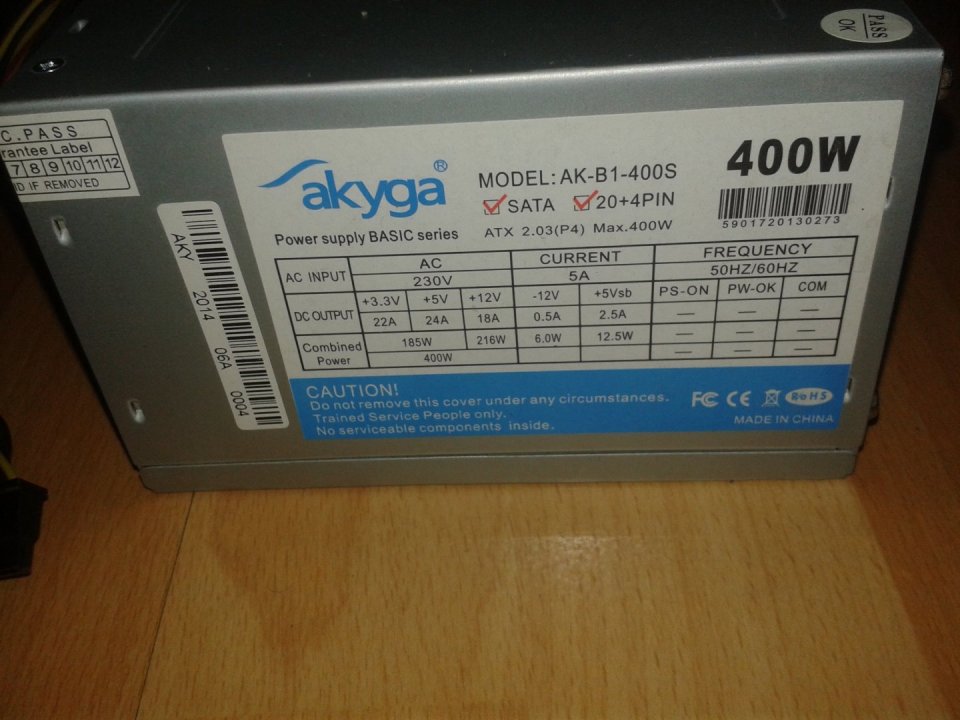 PASS
OK
C.PASS
rantee Label
7 8 9 10 11 12
ID IF REMOVED
AKY 2014 06A 0004
akyga®
Power supply BASIC series
MODEL: AK-B1-400S
SATA 20+4PIN
ATX 2.03(P4) Max.400W
400W
5901720130273
AC INPUT AC CURRENT FREQUENCY
230V 5A 50HZ/60HZ
DC OUTPUT +3.3V +5V +12V -12V +5Vsb PS-ON PW-OK COM
22A 24A 18A 0.5A 2.5A — — —
Combined Power 185W 216W 6.0W 12.5W — — —
400W — — —
CAUTION!
Do not remove this cover under any circumstances.
Trained Service People only.
No serviceable components inside.
FC CE RoHS
MADE IN CHINA